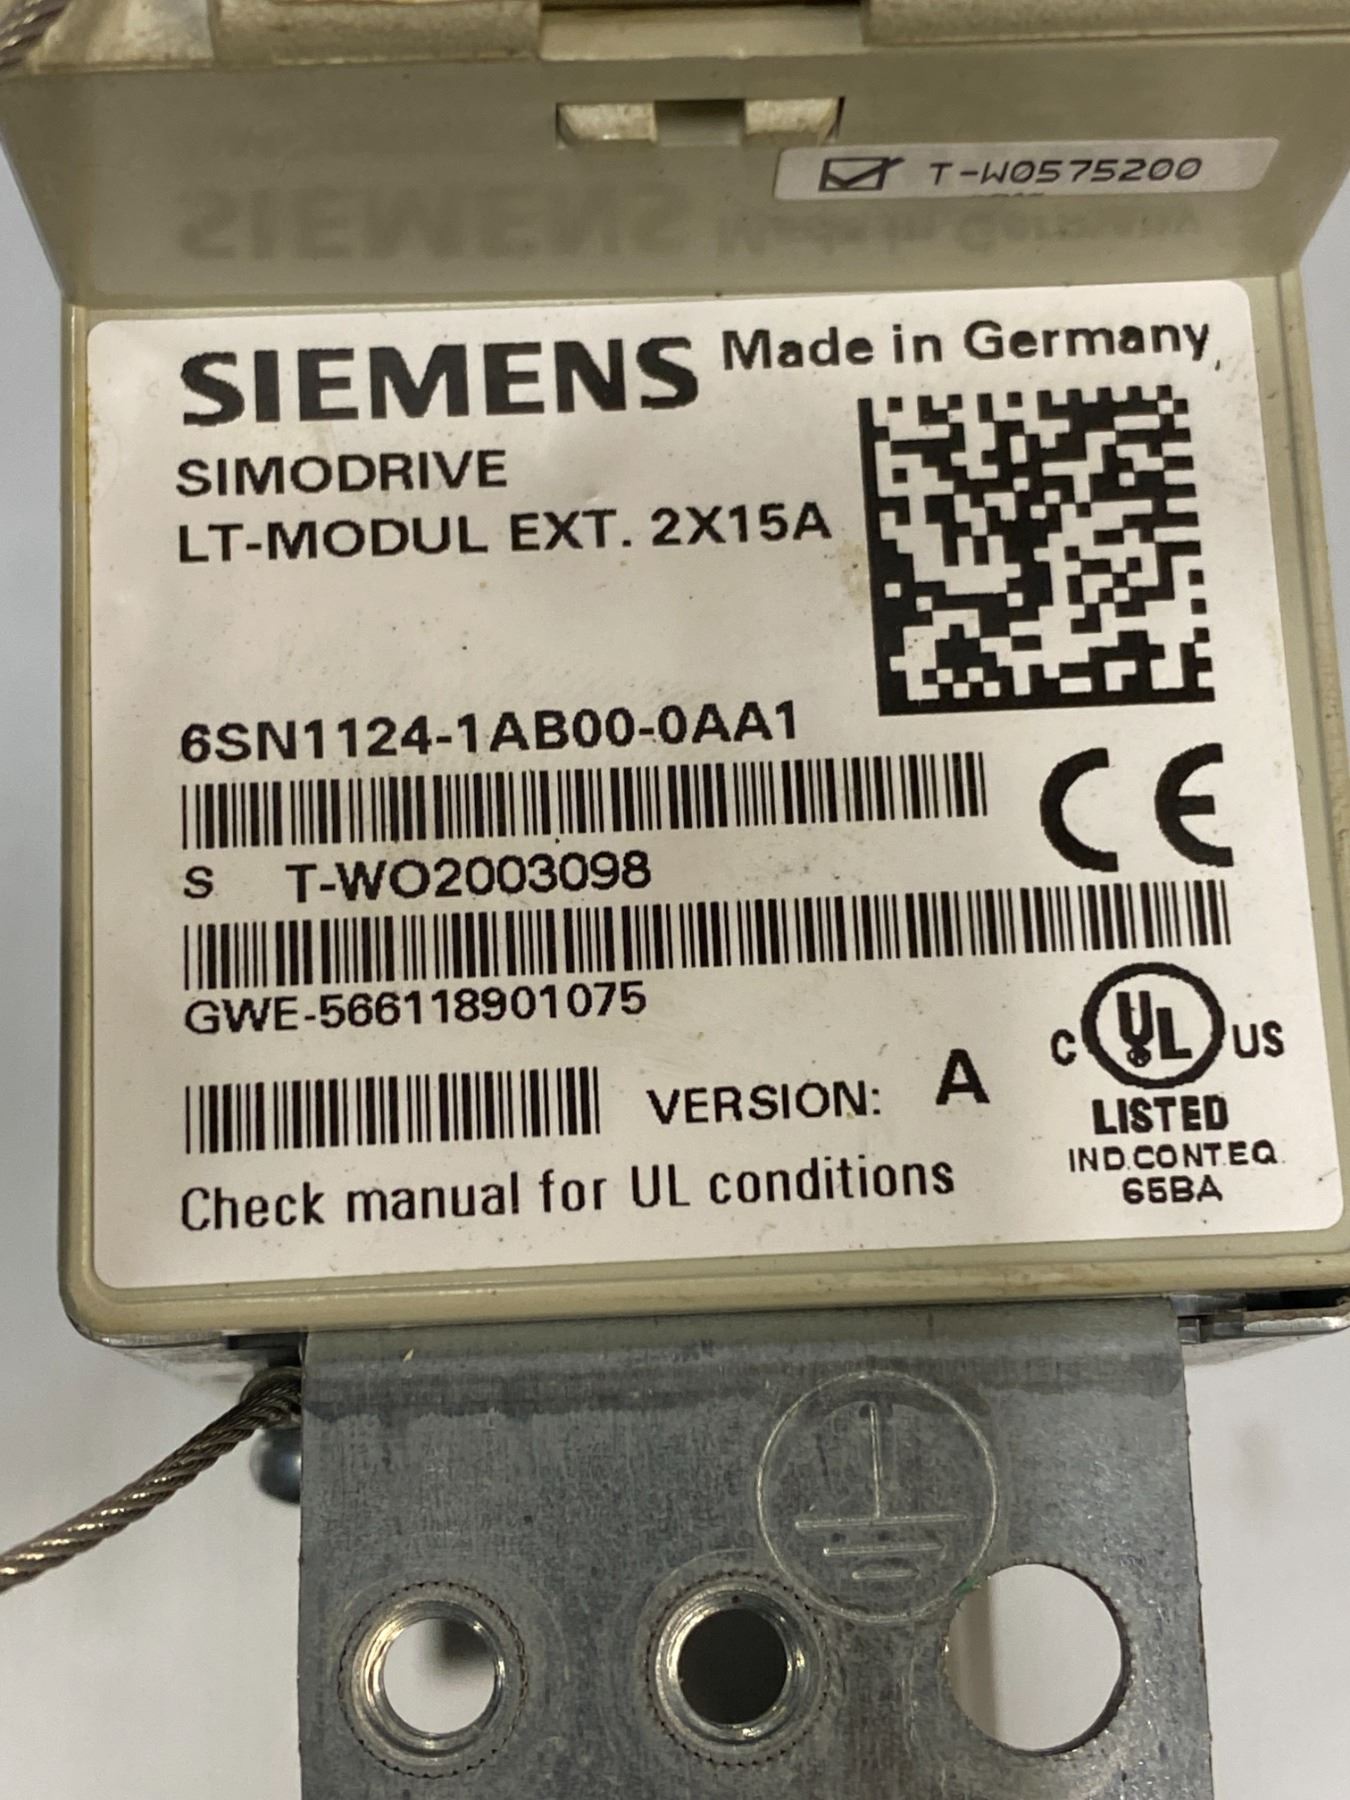 T-W0575200
SIEMENS Made in Germany
SIMODRIVE
LT-MODUL EXT. 2X15A
6SN1124-1AB00-0AA1
S T-WO2003098
GWE-566118901075
VERSION: A
C UL US
LISTED
IND.CONT.EQ.
65BA
Check manual for UL conditions